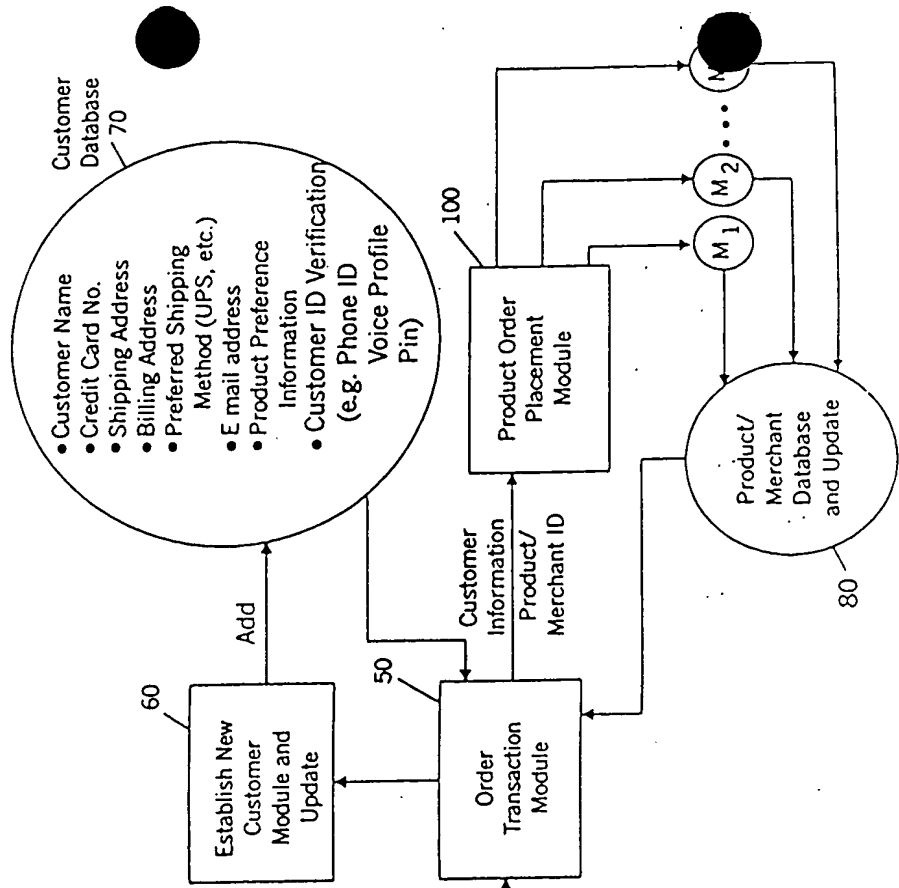 Customer
Database
70
• Customer Name
• Credit Card No.
• Shipping Address
• Billing Address
• Preferred Shipping
Method (UPS, etc.)
• Email address
• Product Preference
Information
• Customer ID Verification
(e.g. Phone ID
Voice Profile
Pin)
60
Add
Establish New
Customer
Module and
Update
50
Order
Transaction
Module
Customer
Information
Product/
Merchant ID
100
Product Order
Placement
Module
M1
M2
• • • •
M
Product/
Merchant
Database
and Update
80